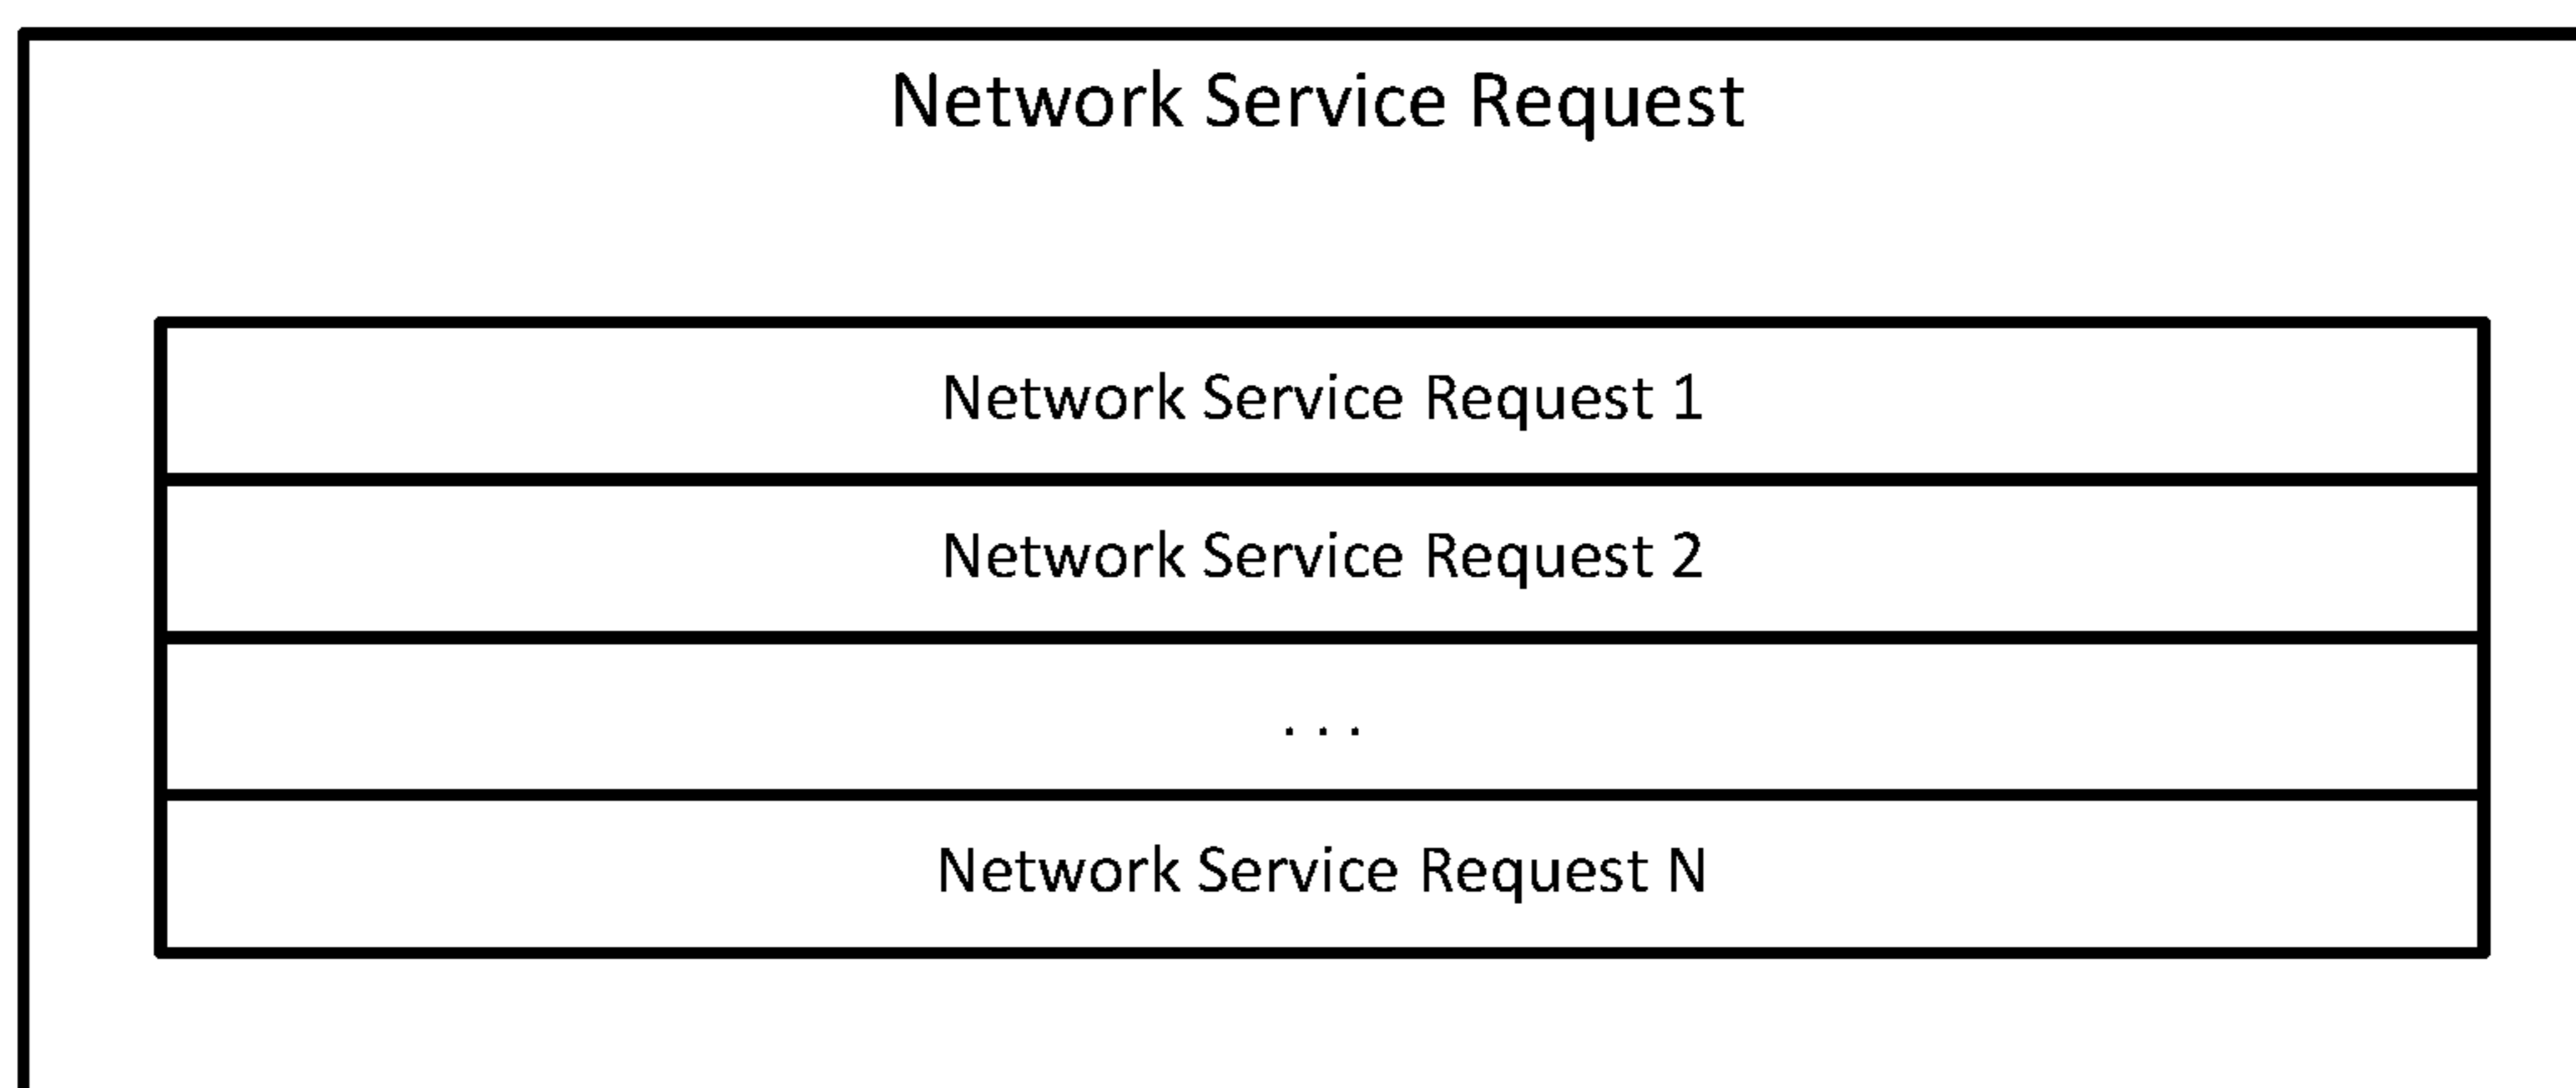 Network Service Request
Network Service Request 1
Network Service Request 2
. . .
Network Service Request N